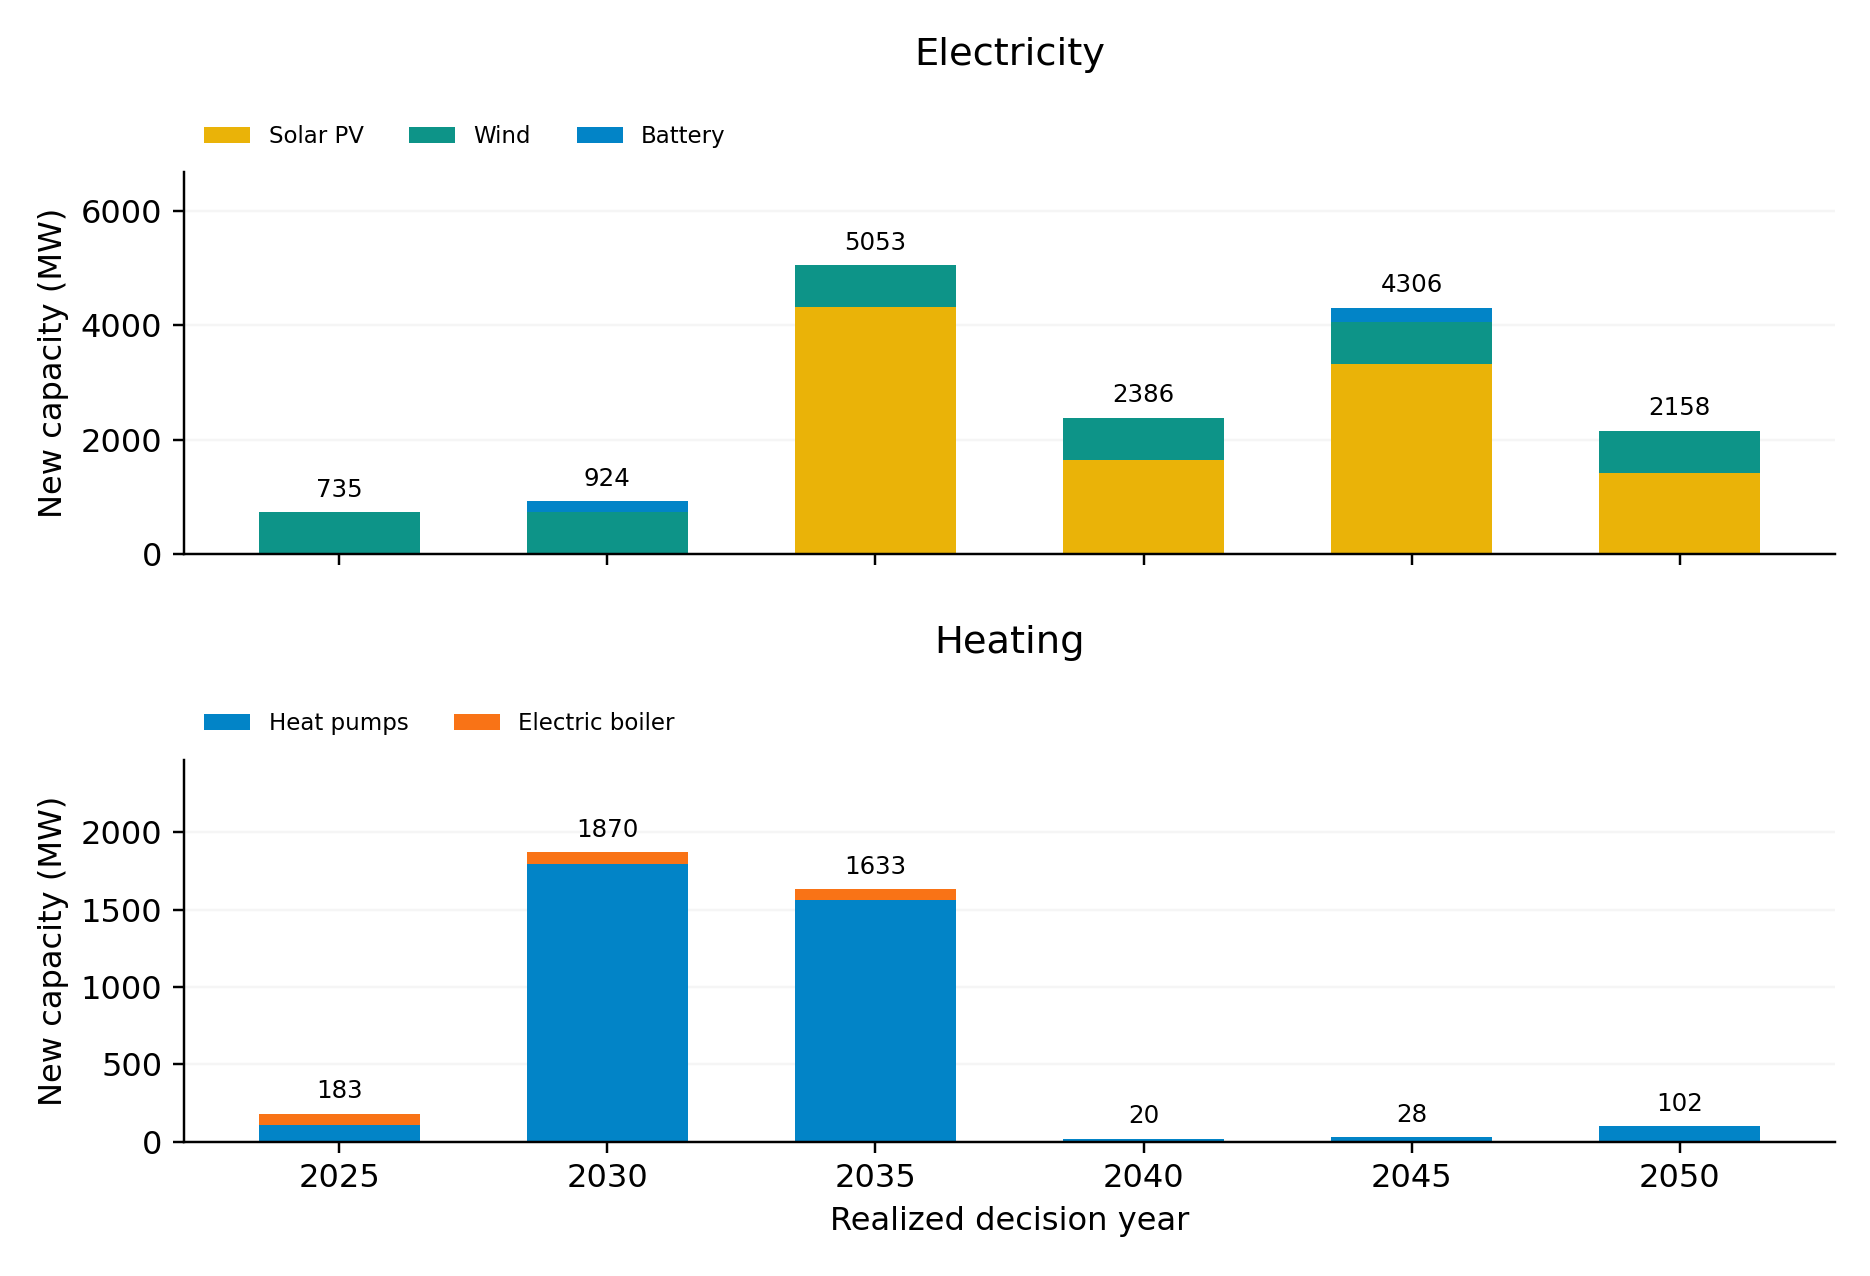 Electricity
Solar PV Wind Battery
New capacity (MW)
6000
4000
2000
0
735
924
5053
2386
4306
2158
Heating
Heat pumps Electric boiler
New capacity (MW)
2000
1500
1000
500
0
183
1870
1633
20
28
102
2025 2030 2035 2040 2045 2050
Realized decision year